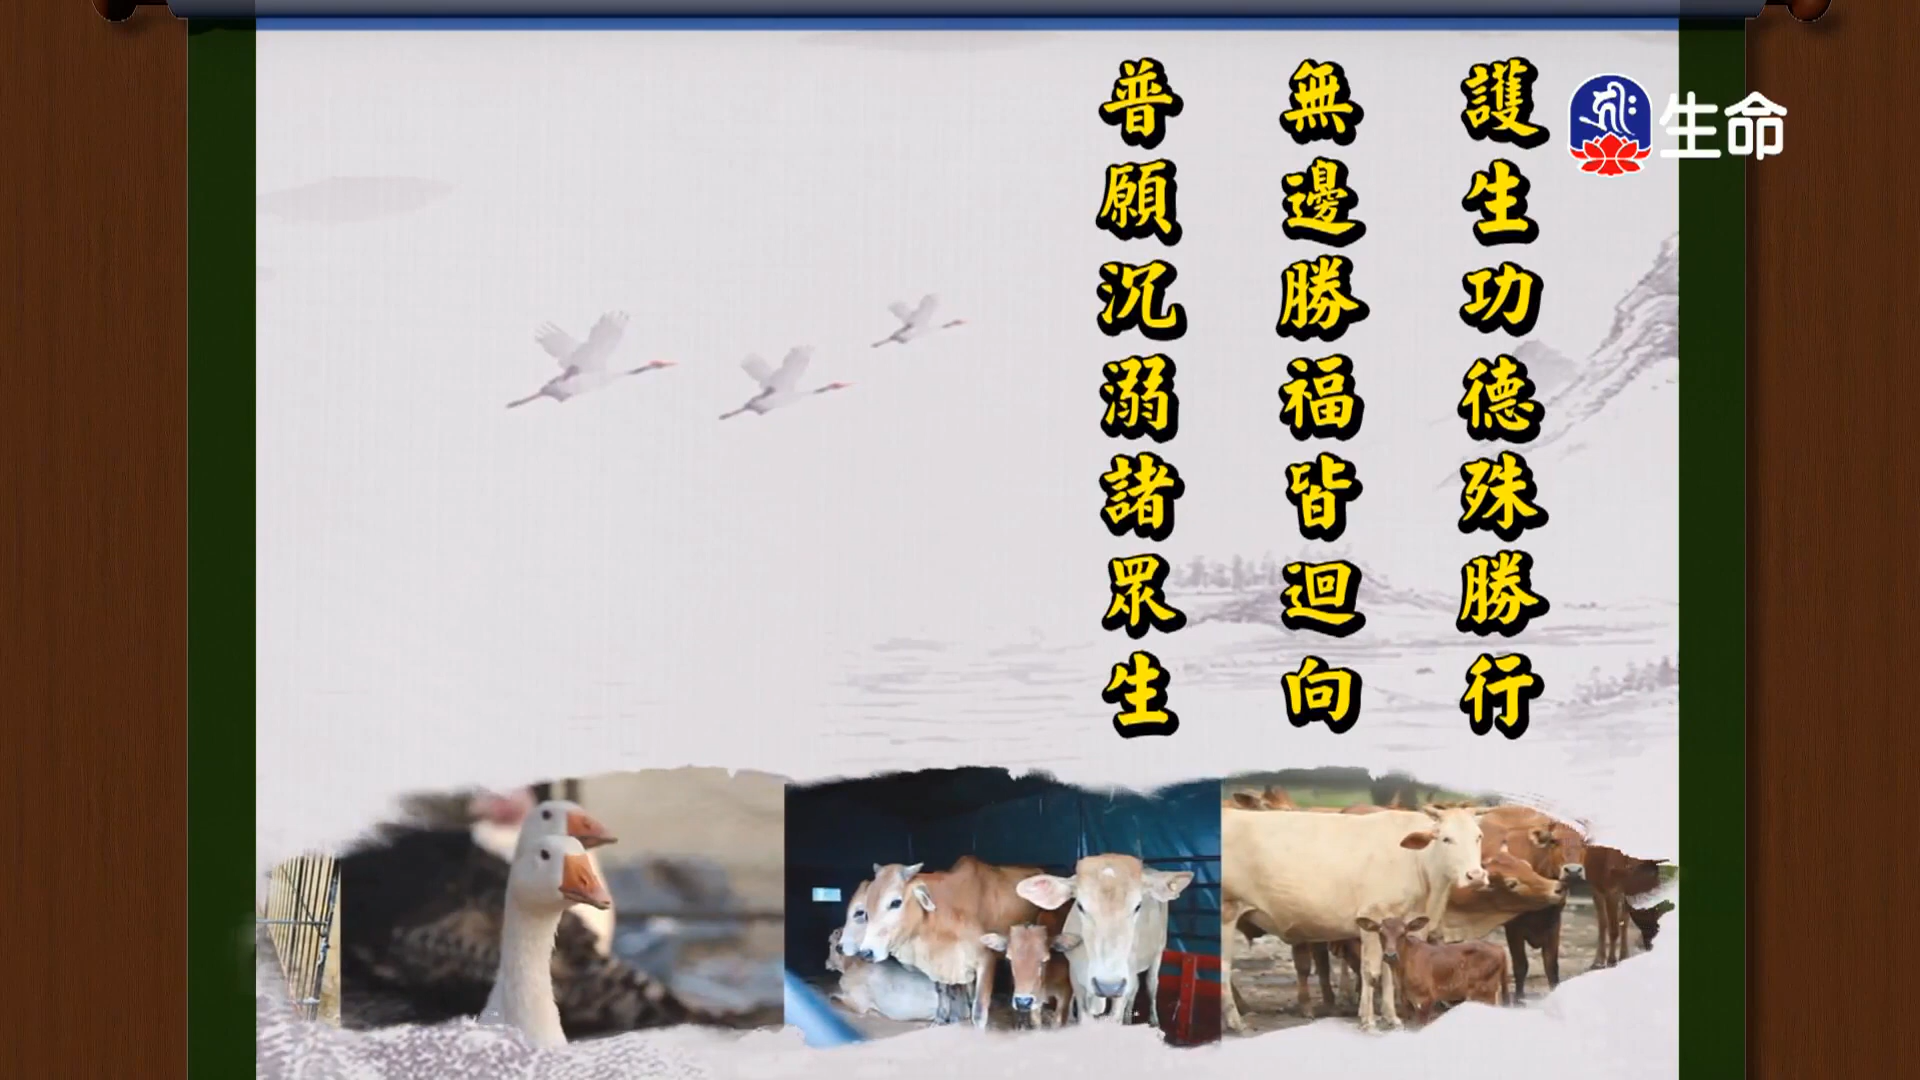 護生功德殊勝行
無邊勝福皆迴向
普願沉溺諸眾生
生命